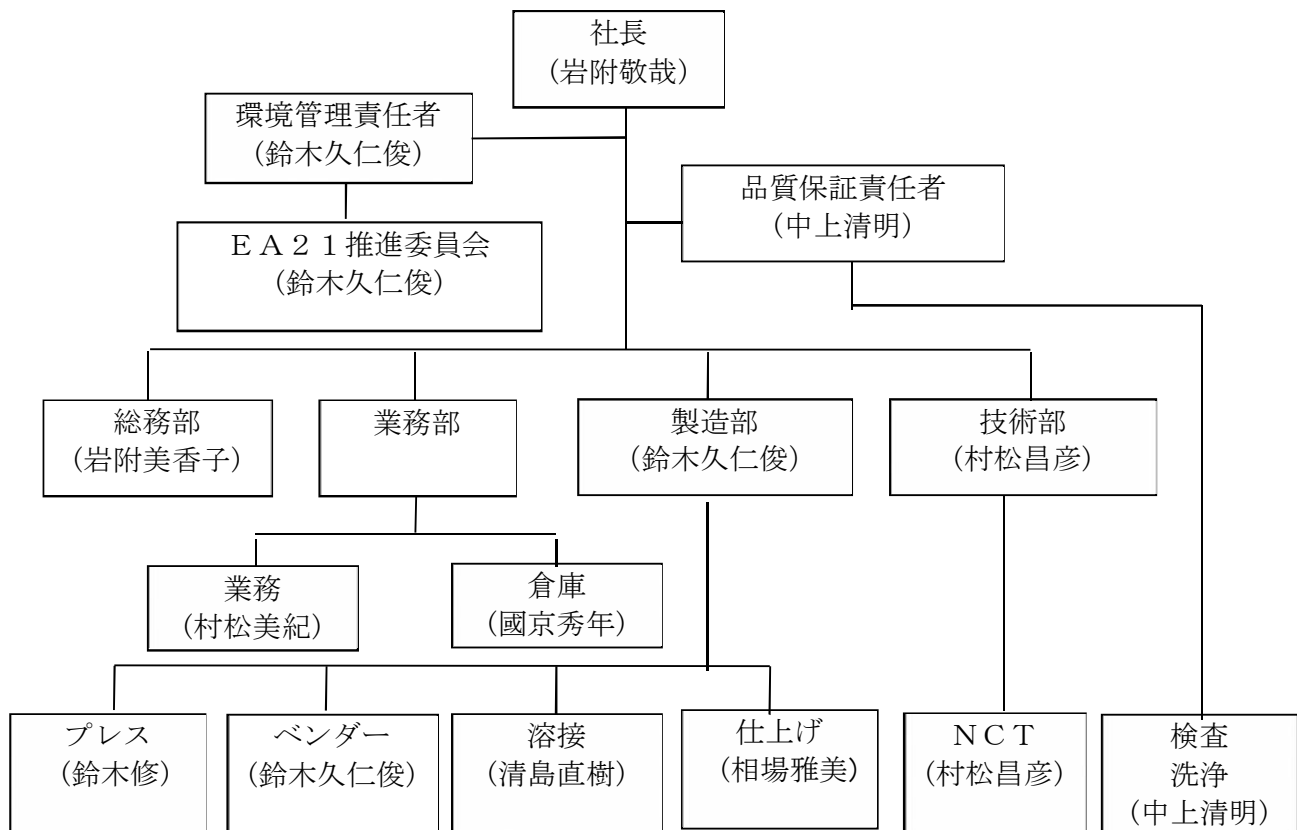 社長
(岩附敬哉)
環境管理責任者
(鈴木久仁俊)
品質保証責任者
(中上清明)
ＥＡ２１推進委員会
(鈴木久仁俊)
総務部
(岩附美香子)
業務部
製造部
(鈴木久仁俊)
技術部
(村松昌彦)
業務
(村松美紀)
倉庫
(國京秀年)
プレス
(鈴木修)
ベンダー
(鈴木久仁俊)
溶接
(清島直樹)
仕上げ
(相場雅美)
ＮＣＴ
(村松昌彦)
検査
洗浄
(中上清明)